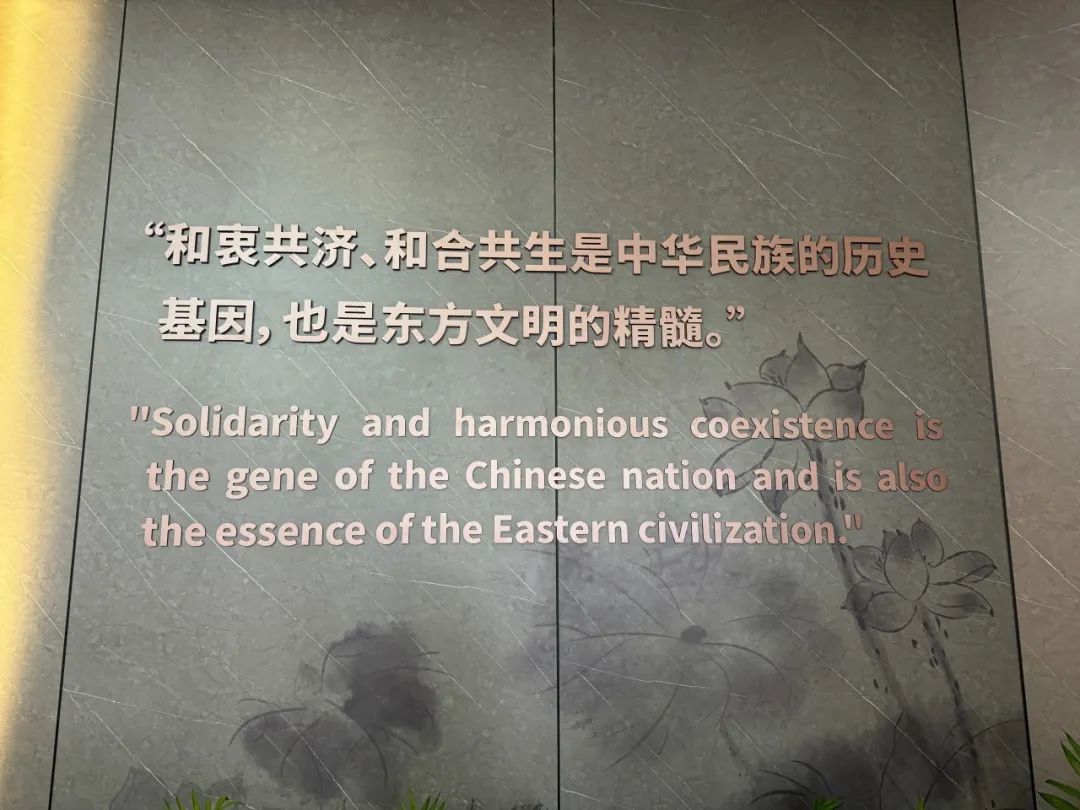 “和衷共济、和合共生是中华民族的历史
基因，也是东方文明的精髓。”
"Solidarity and harmonious coexistence is
the gene of the Chinese nation and is also
the essence of the Eastern civilization."